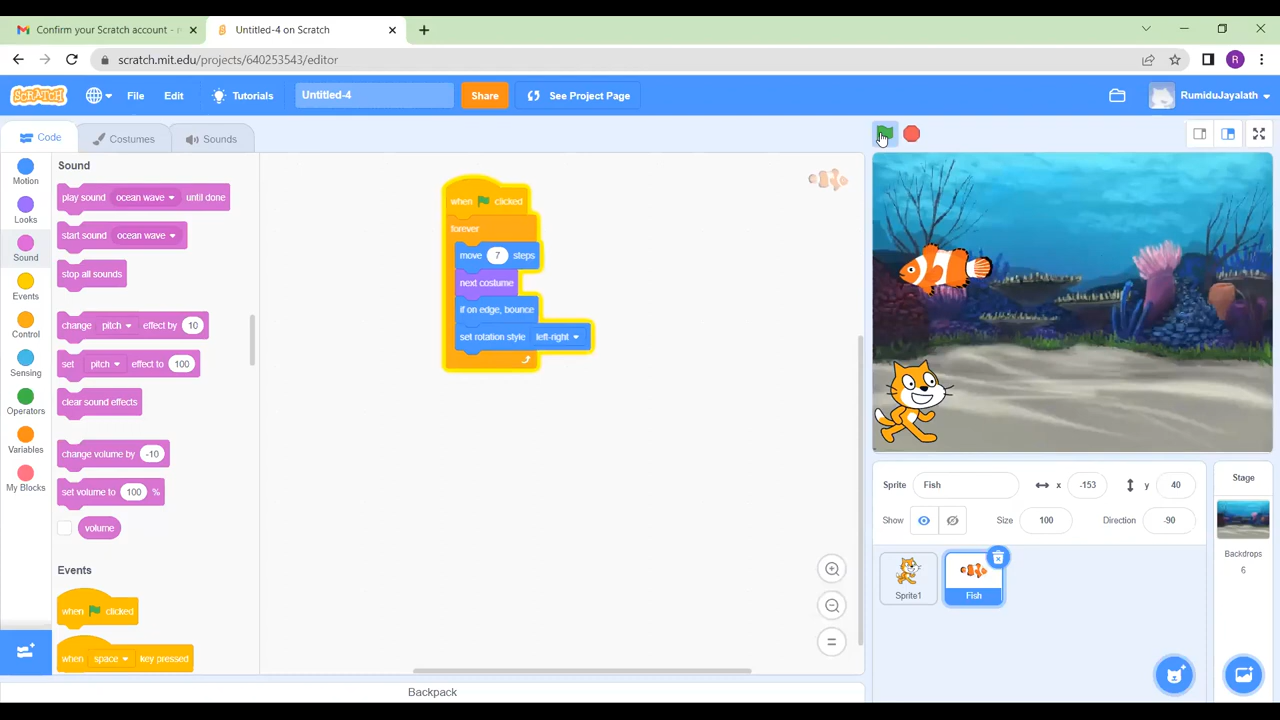 Confirm your Scratch account -
Untitled-4 on Scratch
scratch.mit.edu/projects/640253543/editor
R
SCRATCH
File
Edit
Tutorials
Untitled-4
Share
See Project Page
RumiduJayalath
Code
Costumes
Sounds
Motion
Looks
Sound
Events
Control
Sensing
Operators
Variables
My Blocks
Sound
play sound ocean wave until done
start sound ocean wave
stop all sounds
change pitch effect by 10
set pitch effect to 100
clear sound effects
change volume by -10
set volume to 100 %
volume
Events
when clicked
when space key pressed
when clicked
forever
move 7 steps
next costume
if on edge, bounce
set rotation style left-right
Sprite Fish x -153 y 40
Show Size 100 Direction -90
Sprite1
Fish
Stage
Backdrops
6
Backpack